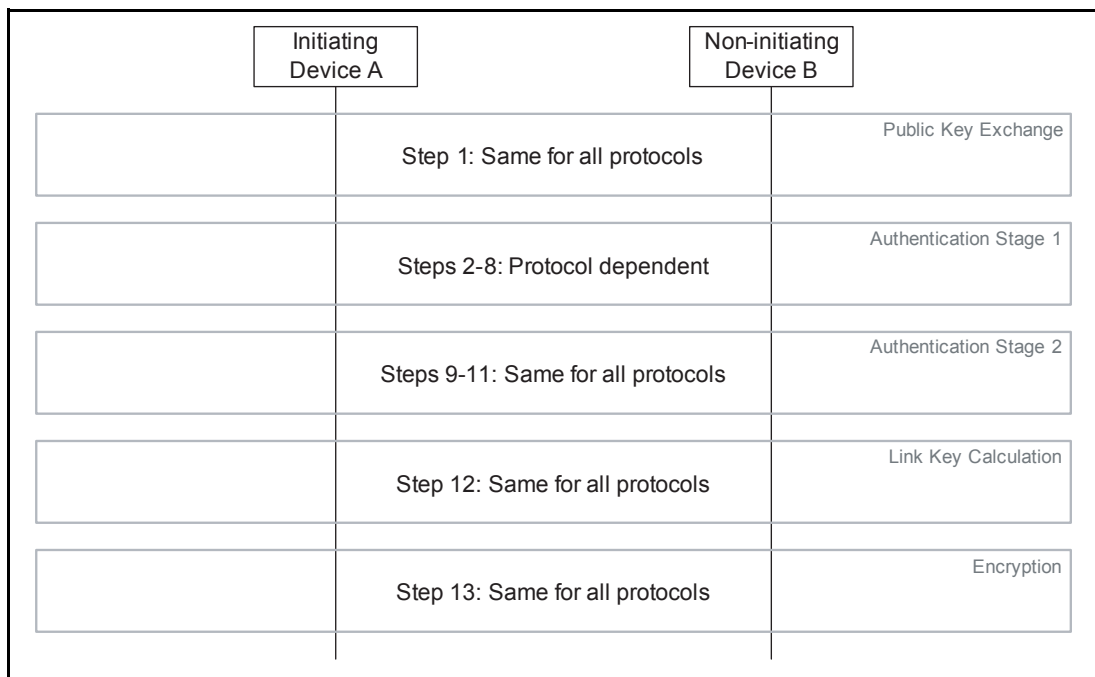 Initiating
Device A
Non-initiating
Device B
Public Key Exchange
Step 1: Same for all protocols
Authentication Stage 1
Steps 2-8: Protocol dependent
Authentication Stage 2
Steps 9-11: Same for all protocols
Link Key Calculation
Step 12: Same for all protocols
Encryption
Step 13: Same for all protocols